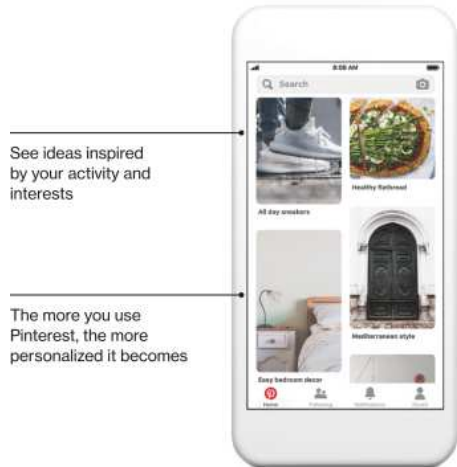 8:08 AM
Search
See ideas inspired
by your activity and
interests
All day sneakers
Healthy flatbread
The more you use
Pinterest, the more
personalized it becomes
Mediterranean style
Easy bedroom decor
Home
Following
Notifications